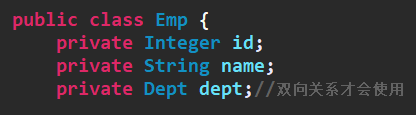 public class Emp {
    private Integer id;
    private String name;
    private Dept dept;//双向关系才会使用